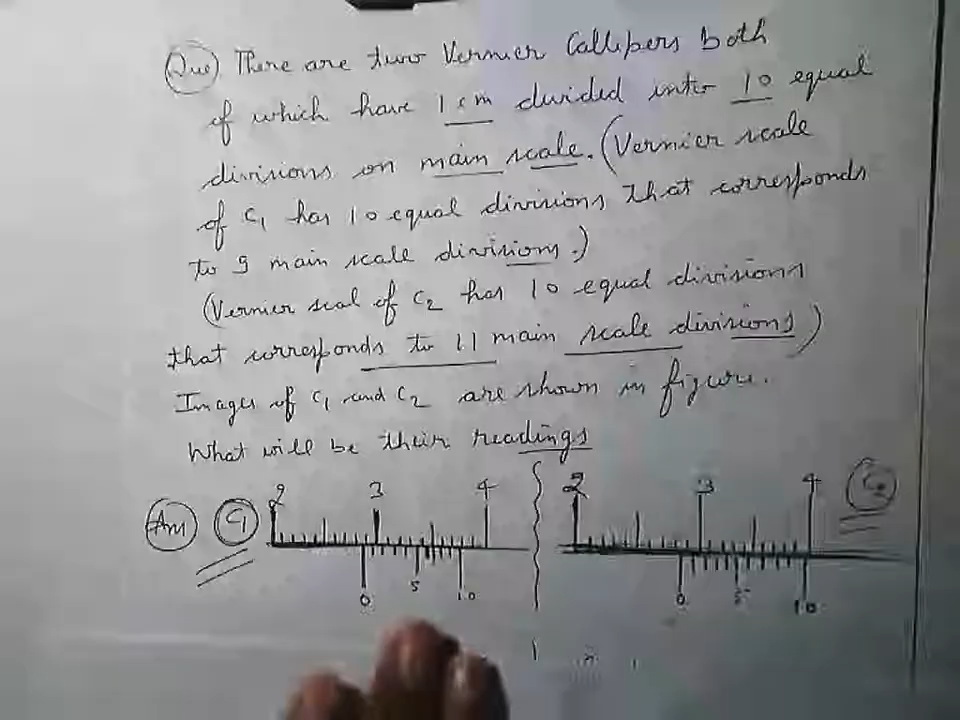 Que There are two Vernier Callipers both
of which have 1 cm divided into 10 equal
divisions on main scale. (Vernier scale
of C1 has 10 equal divisions that corresponds
to 9 main scale divisions.)
(Vernier scal of C2 has 10 equal divisions
that corresponds to 11 main scale divisions)
Images of C1 and C2 are shown in figure.
What will be their readings
Ans C1 2 3 4 2 3 4 C2
0 5 10 0 5 10